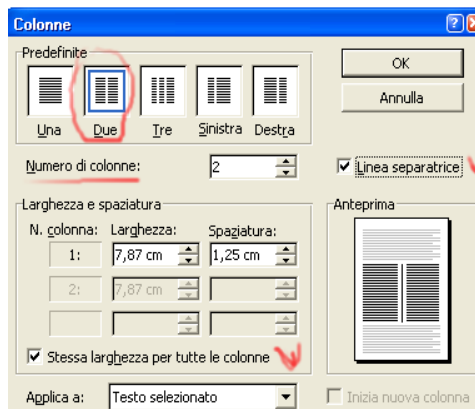 Colonne
Predefinite
Una Due Tre Sinistra Destra
OK
Annulla
Numero di colonne: 2
Linea separatrice
Larghezza e spaziatura
N. colonna: Larghezza: Spaziatura:
1: 7,87 cm 1,25 cm
2: 7,87 cm
Stessa larghezza per tutte le colonne
Anteprima
Applica a: Testo selezionato
Inizia nuova colonna